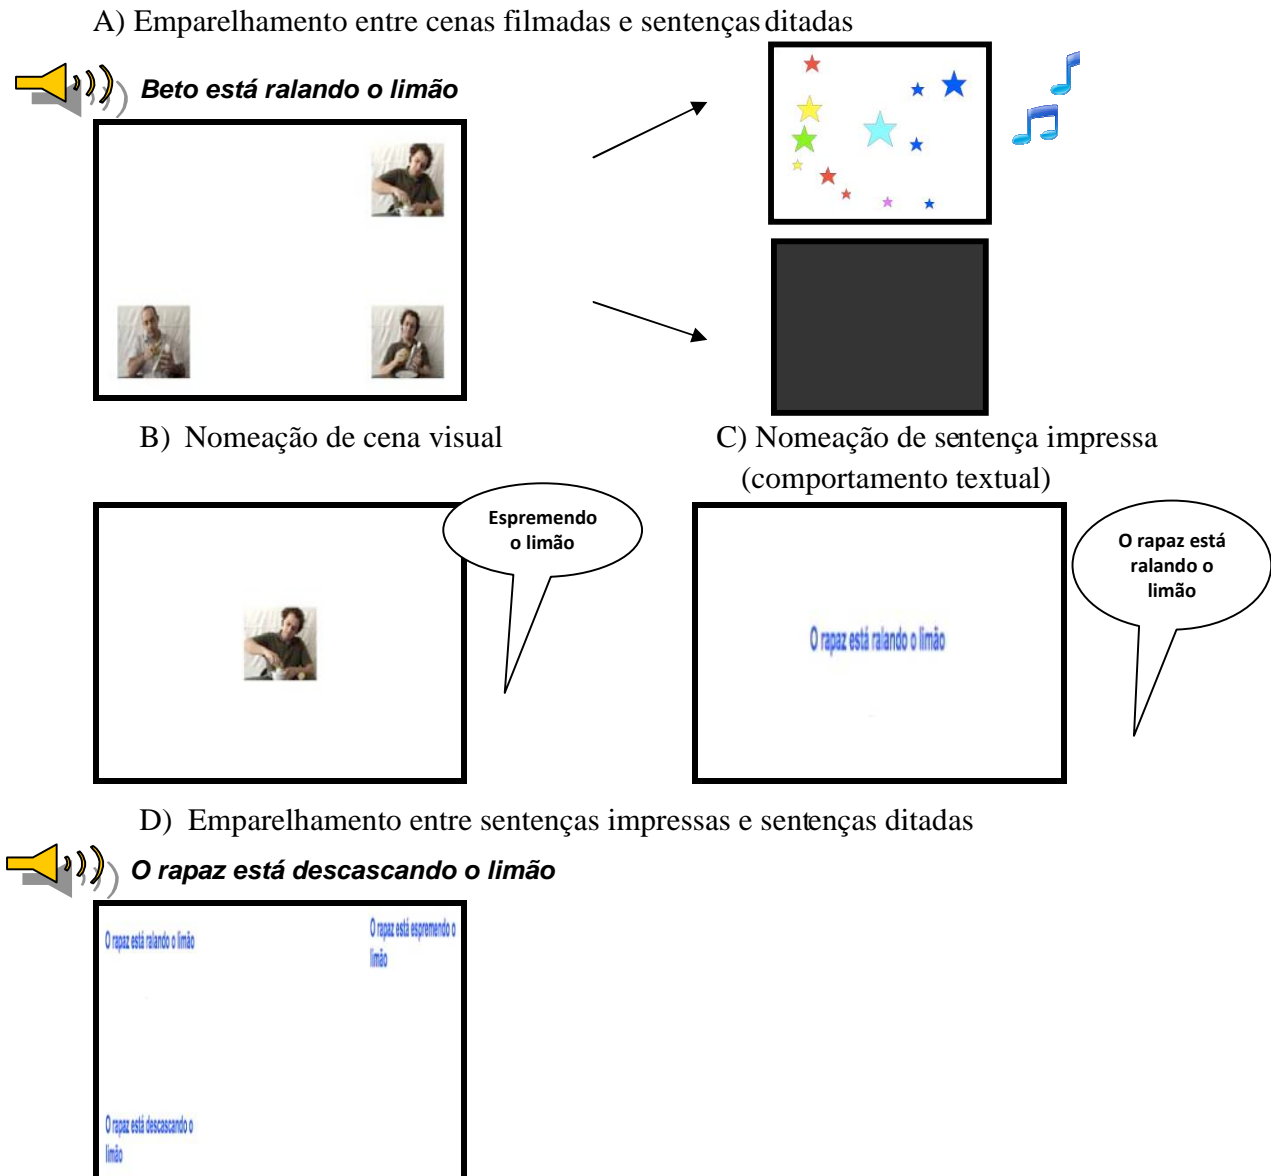 A) Emparelhamento entre cenas filmadas e sentenças ditadas
Beto está ralando o limão
B) Nomeação de cena visual
C) Nomeação de sentença impressa
(comportamento textual)
Espremendo
o limão
O rapaz está
ralando o
limão
O rapaz está ralando o limão
D) Emparelhamento entre sentenças impressas e sentenças ditadas
O rapaz está descascando o limão
O rapaz está ralando o limão
O rapaz está espremendo o
limão
O rapaz está descascando o
limão